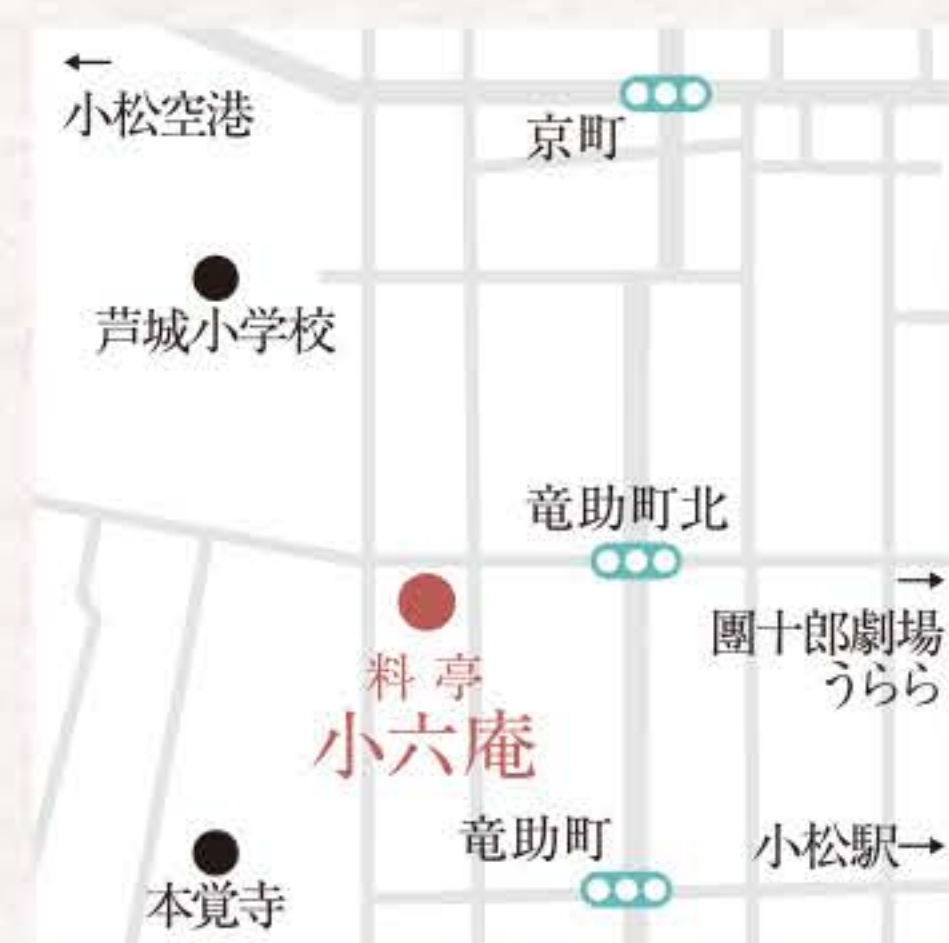 ←
小松空港
京町
芦城小学校
竜助町北
→
團十郎劇場
うらら
料亭
小六庵
竜助町
小松駅→
本覚寺